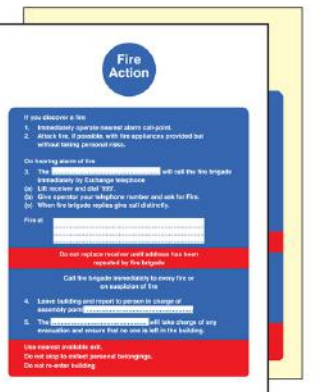 Fire
Action
If you discover a fire
1. Immediately operate nearest alarm call-point.
2. Attack fire, if possible, with fire appliances provided but
without taking personal risks.
On hearing alarm of fire
3. The will call the fire brigade
immediately by Exchange telephone
(a) Lift receiver and dial '999'.
(b) Give operator your telephone number and ask for Fire.
(c) When fire brigade replies give call distinctly.
Fire at
Do not replace receiver until address has been
repeated by fire brigade
Call fire brigade immediately to every fire or
on suspicion of fire
4. Leave building and report to person in charge of
assembly point
5. The will take charge of any
evacuation and ensure that no one is left in the building.
Use nearest available exit.
Do not stop to collect personal belongings.
Do not re-enter building